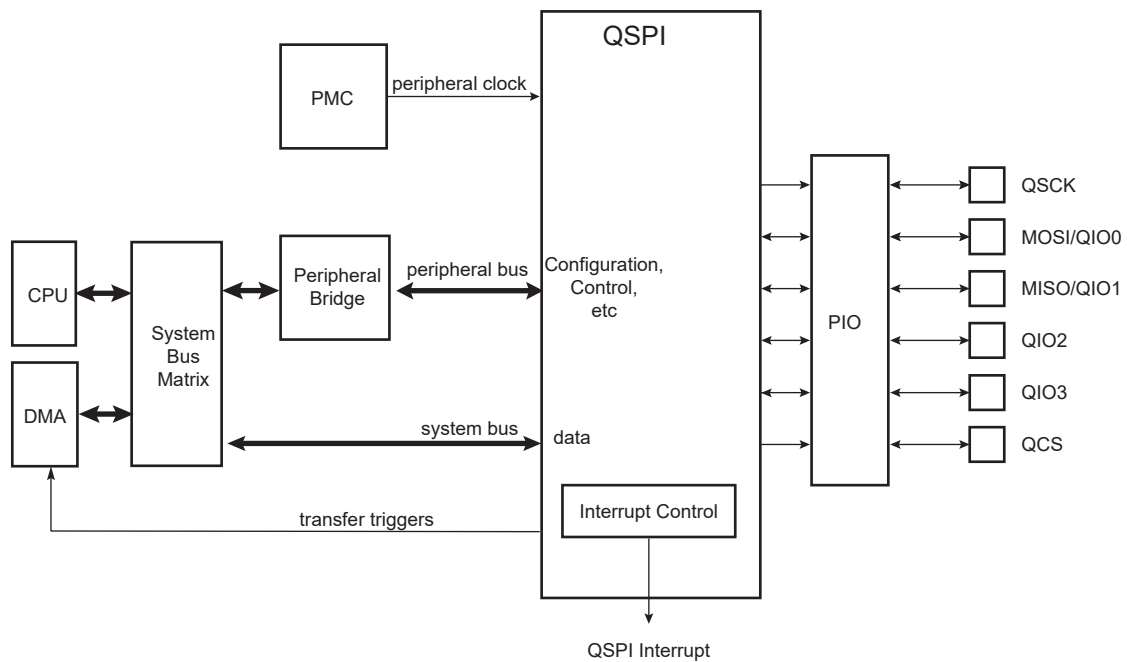 QSPI
peripheral clock
PMC
QSCK
MOSI/QIO0
peripheral bus
Configuration,
Control,
etc
Peripheral
Bridge
CPU
MISO/QIO1
PIO
System
Bus
Matrix
QIO2
QIO3
DMA
system bus
data
QCS
Interrupt Control
transfer triggers
QSPI Interrupt